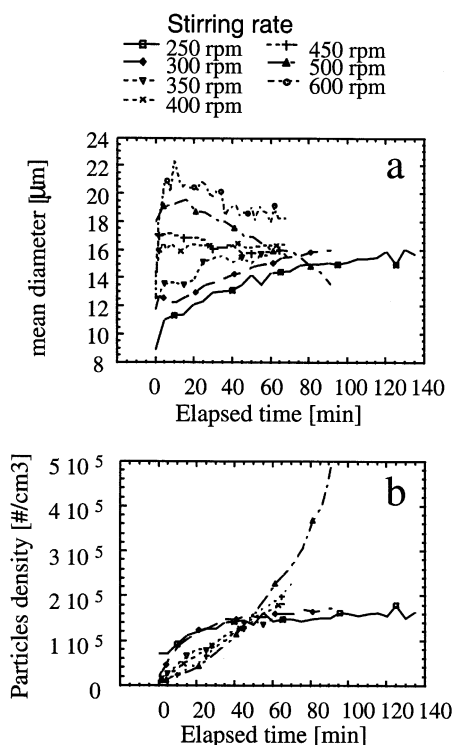 Stirring rate
250 rpm 450 rpm
300 rpm 500 rpm
350 rpm 600 rpm
400 rpm
a
mean diameter [μm]
24
22
20
18
16
14
12
10
8
0 20 40 60 80 100 120 140
Elapsed time [min]
b
Particles density [#/cm3]
5 10 5
4 10 5
3 10 5
2 10 5
1 10 5
0
0 20 40 60 80 100 120 140
Elapsed time [min]